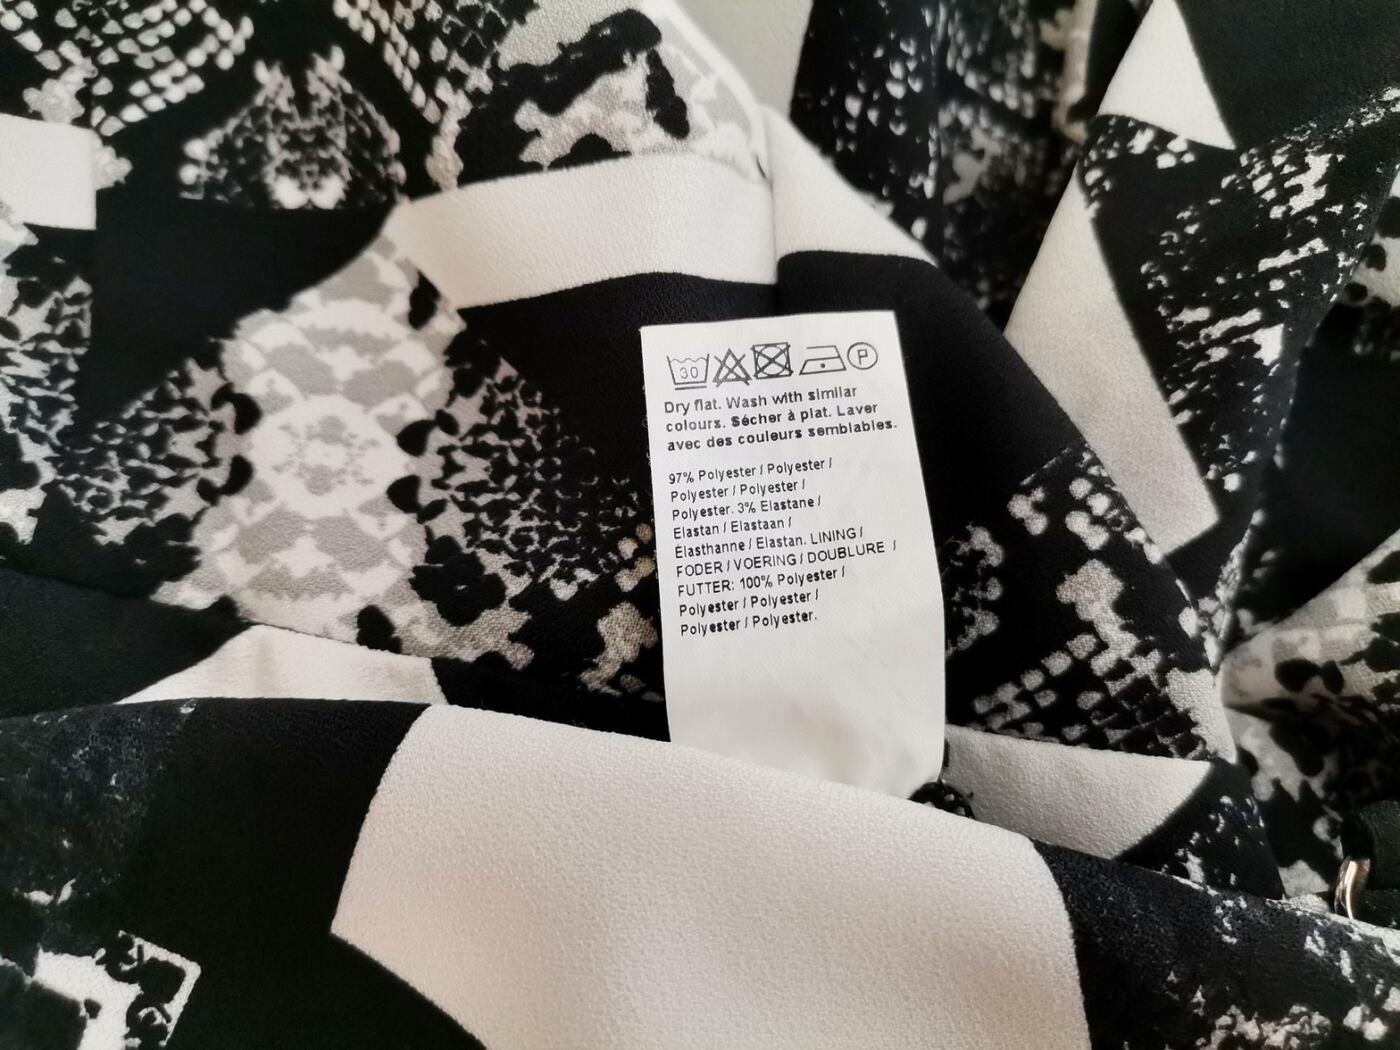 30 P
Dry flat. Wash with similar
colours. Sécher à plat. Laver
avec des couleurs semblables.
97% Polyester / Polyester /
Polyester / Polyester /
Polyester. 3% Elastane /
Elastan / Elastaan /
Élasthanne / Elastan. LINING /
FODER / VOERING / DOUBLURE /
FUTTER: 100% Polyester /
Polyester / Polyester /
Polyester / Polyester.